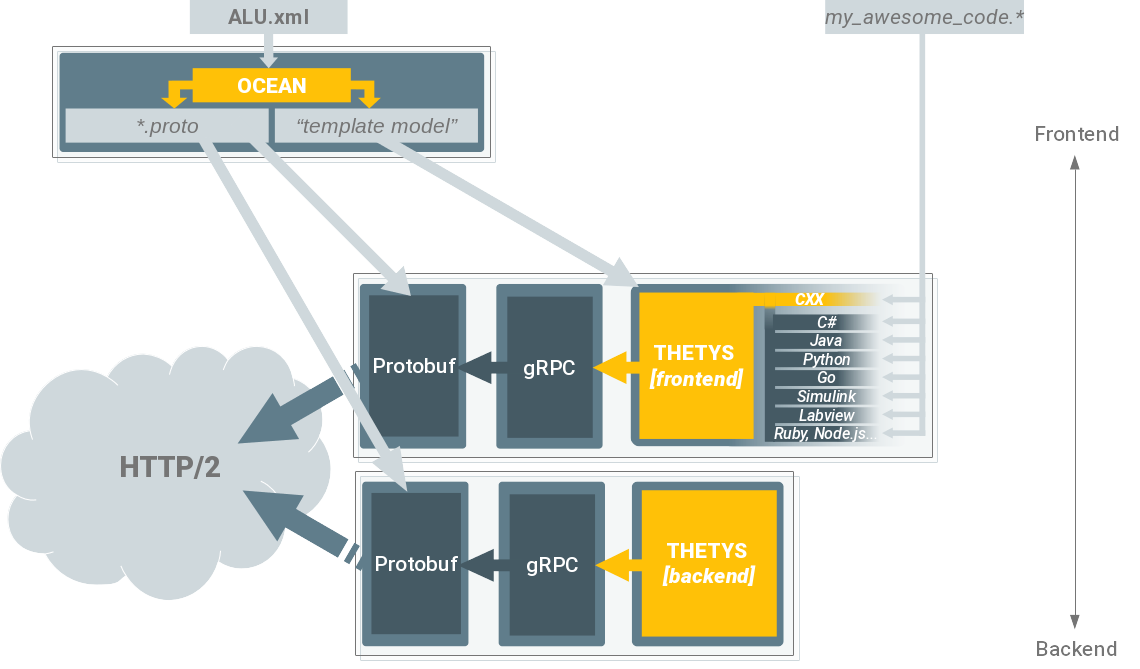 ALU.xml
my_awesome_code.*
OCEAN
*.proto
“template model”
Frontend
CXX
C#
Java
Python
Go
Simulink
Labview
Ruby, Node.js...
Protobuf
gRPC
THETYS
[frontend]
HTTP/2
Protobuf
gRPC
THETYS
[backend]
Backend